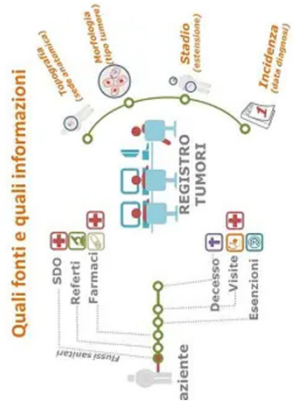 Quali fonti e quali informazioni
Topografia
(sede anatomica)
Morfologia
(tipo tumore)
Stadio
(estensione)
Incidenza
(data diagnosi)
REGISTRO
TUMORI
SDO
Referti
Farmaci
Flussi sanitari
Decesso
Visite
Esenzioni
aziente
1